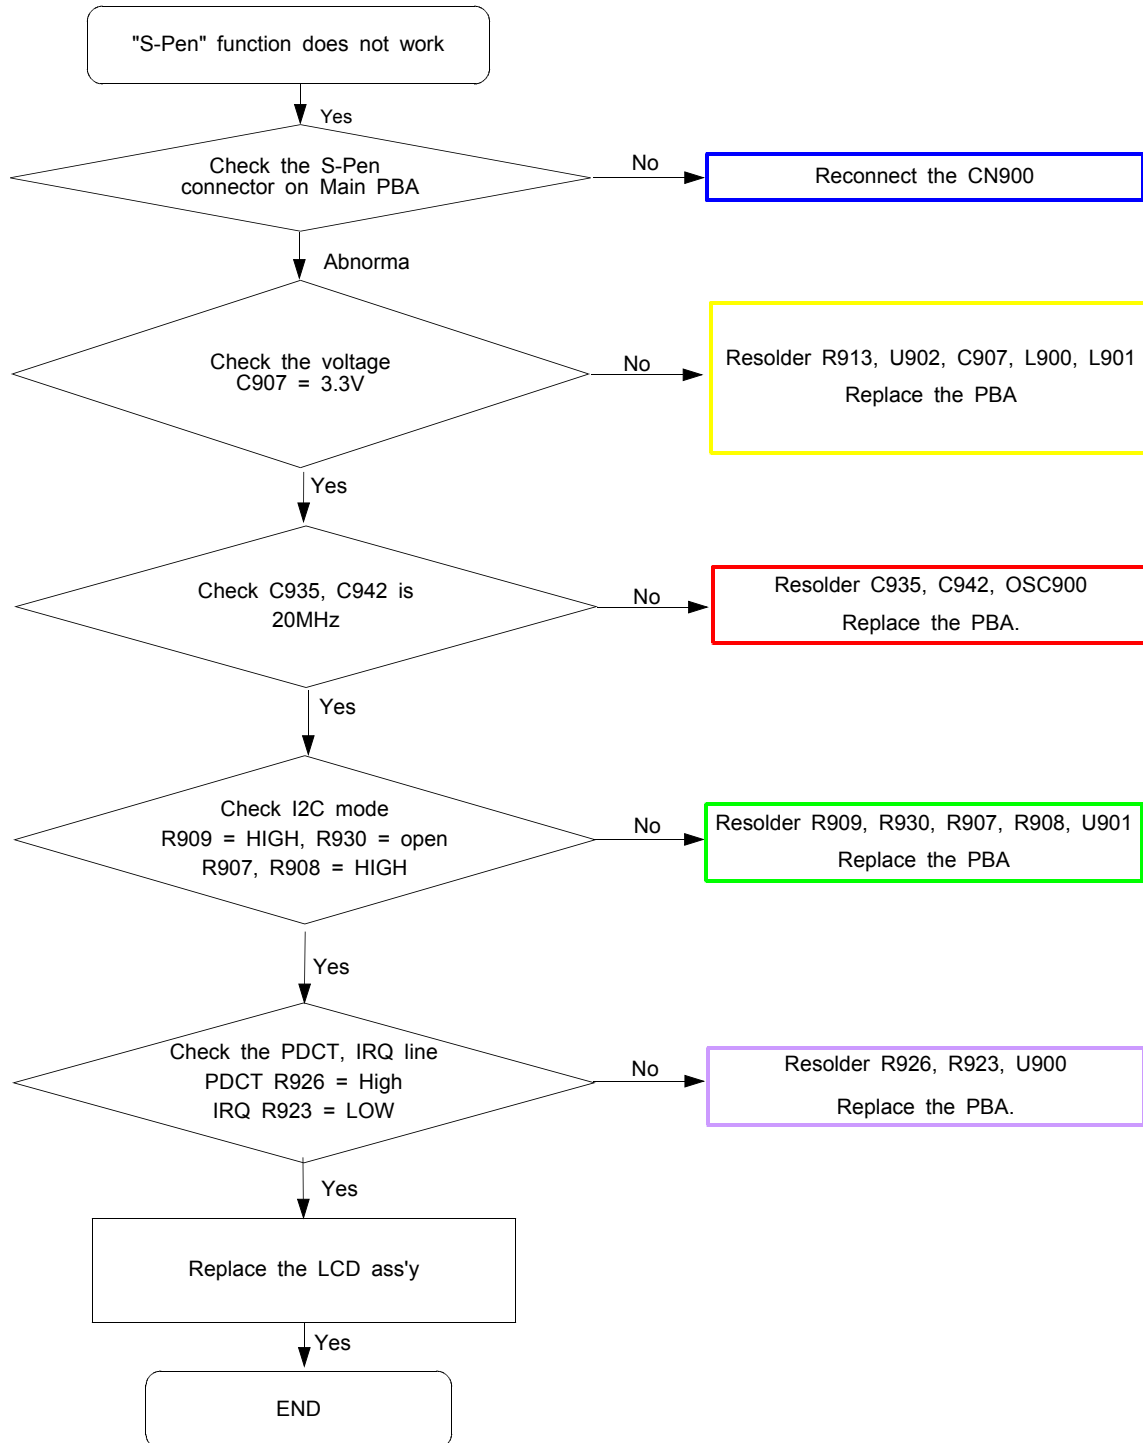 "S-Pen" function does not work
Yes
Check the S-Pen
connector on Main PBA
No
Reconnect the CN900
Abnorma
Check the voltage
C907 = 3.3V
No
Resolder R913, U902, C907, L900, L901
Replace the PBA
Yes
Check C935, C942 is
20MHz
No
Resolder C935, C942, OSC900
Replace the PBA.
Yes
Check I2C mode
R909 = HIGH, R930 = open
R907, R908 = HIGH
No
Resolder R909, R930, R907, R908, U901
Replace the PBA
Yes
Check the PDCT, IRQ line
PDCT R926 = High
IRQ R923 = LOW
No
Resolder R926, R923, U900
Replace the PBA.
Yes
Replace the LCD ass'y
Yes
END